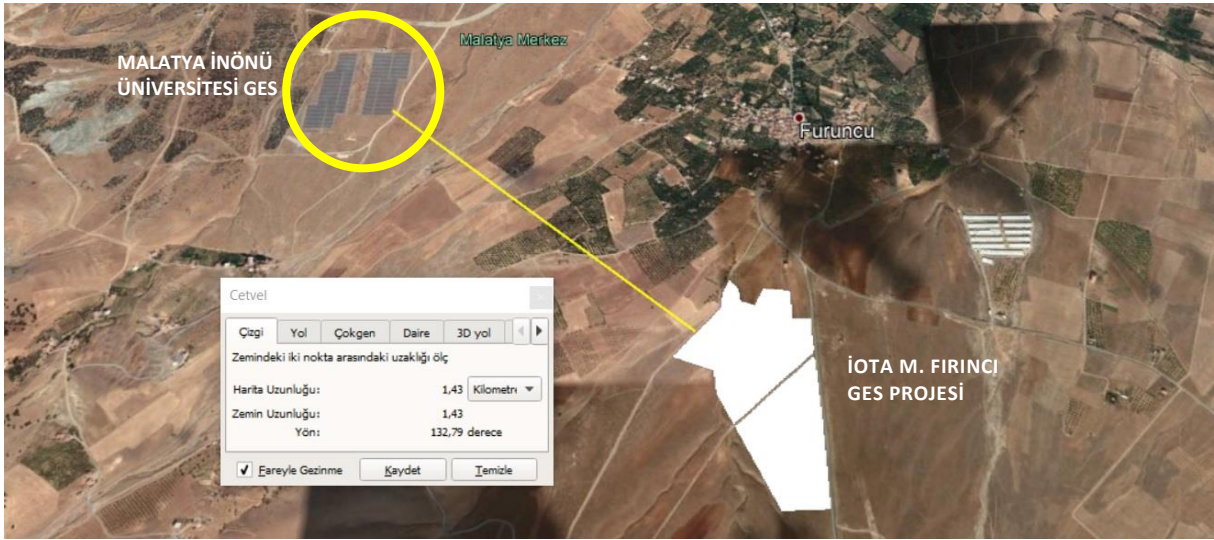 MALATYA İNÖNÜ
ÜNİVERSİTESİ GES
Malatya Merkez
Furuncu
Cetvel
Çizgi Yol Çokgen Daire 3D yol
Zemindeki iki nokta arasındaki uzaklığı ölç
Harita Uzunluğu: 1,43 Kilometre
Zemin Uzunluğu: 1,43
Yön: 132,79 derece
Fareyle Gezinme Kaydet Temizle
İOTA M. FIRINCI
GES PROJESİ